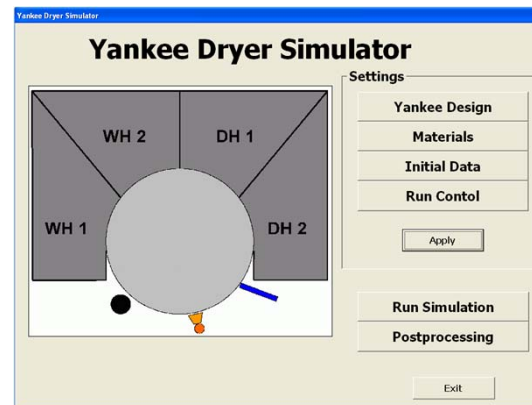 Yankee Dryer Simulator
Yankee Dryer Simulator
Settings
WH 2
DH 1
WH 1
DH 2
Yankee Design
Materials
Initial Data
Run Contol
Apply
Run Simulation
Postprocessing
Exit